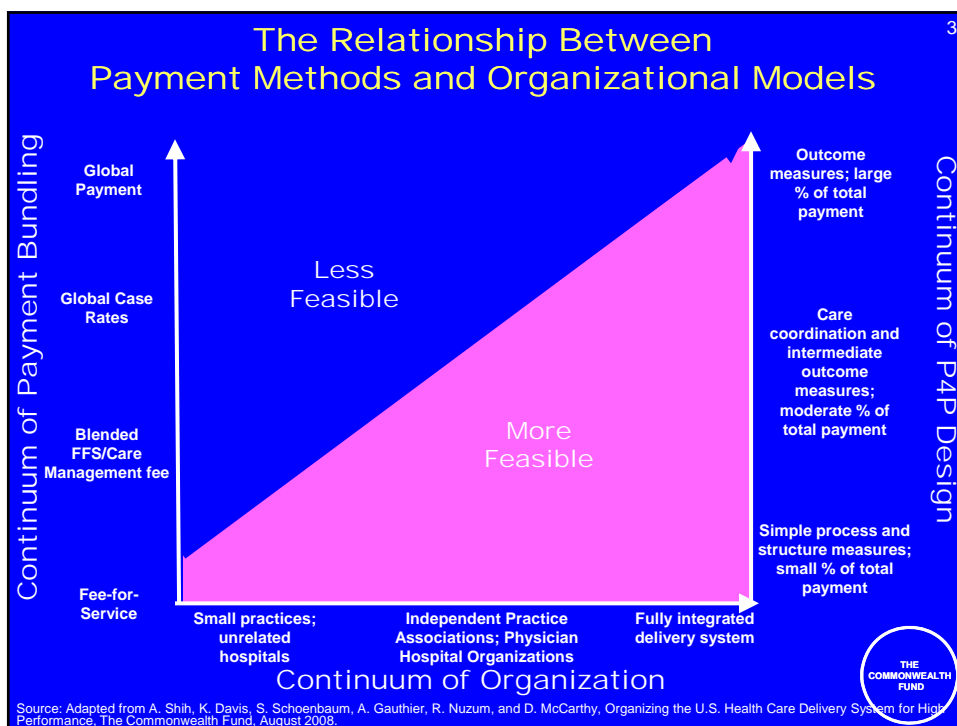 3
The Relationship Between
Payment Methods and Organizational Models
Continuum of Payment Bundling
Global
Payment
Global Case
Rates
Blended
FFS/Care
Management fee
Fee-for-
Service
Less
Feasible
More
Feasible
Outcome
measures; large
% of total
payment
Care
coordination and
intermediate
outcome
measures;
moderate % of
total payment
Simple process and
structure measures;
small % of total
payment
Continuum of P4P Design
Small practices;
unrelated
hospitals
Independent Practice
Associations; Physician
Hospital Organizations
Fully integrated
delivery system
Continuum of Organization
THE
COMMONWEALTH
FUND
Source: Adapted from A. Shih, K. Davis, S. Schoenbaum, A. Gauthier, R. Nuzum, and D. McCarthy, Organizing the U.S. Health Care Delivery System for High
Performance, The Commonwealth Fund, August 2008.